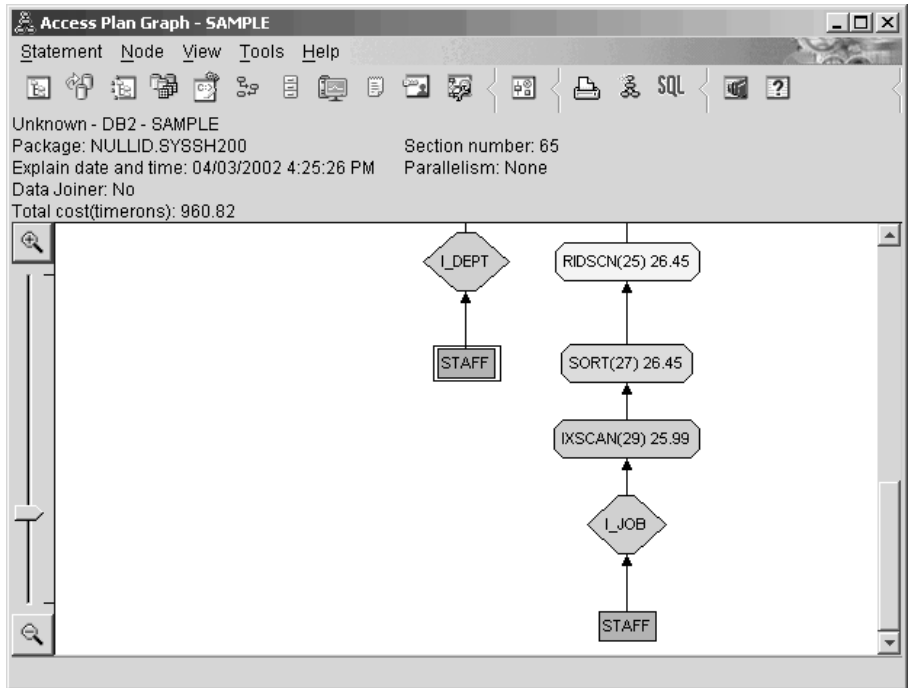 Access Plan Graph - SAMPLE
Statement Node View Tools Help
SQL
?
Unknown - DB2 - SAMPLE
Package: NULLID.SYSSH200 Section number: 65
Explain date and time: 04/03/2002 4:25:26 PM Parallelism: None
Data Joiner: No
Total cost(timerons): 960.82
I_DEPT
RIDSCN(25) 26.45
STAFF
SORT(27) 26.45
IXSCAN(29) 25.99
I_JOB
STAFF